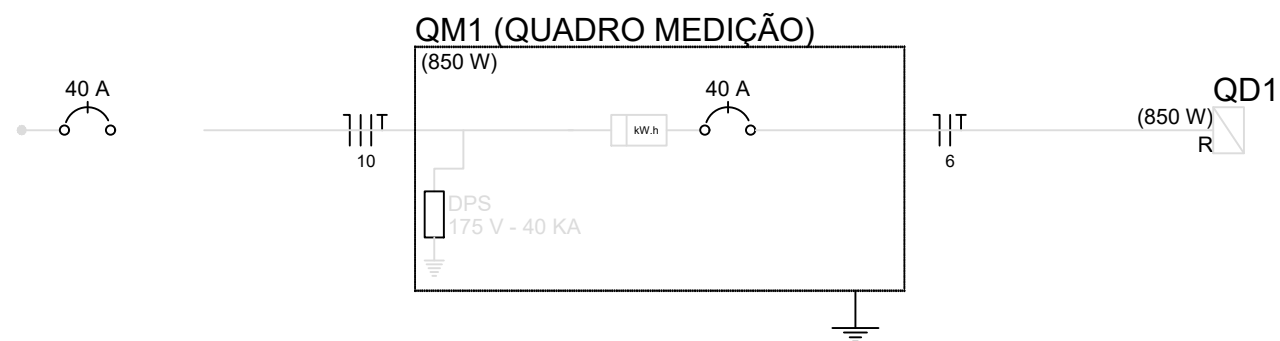 QM1 (QUADRO MEDIÇÃO)
(850 W)
40 A
40 A
QD1
(850 W)
R
T
10
kW.h
T
6
DPS
175 V - 40 KA